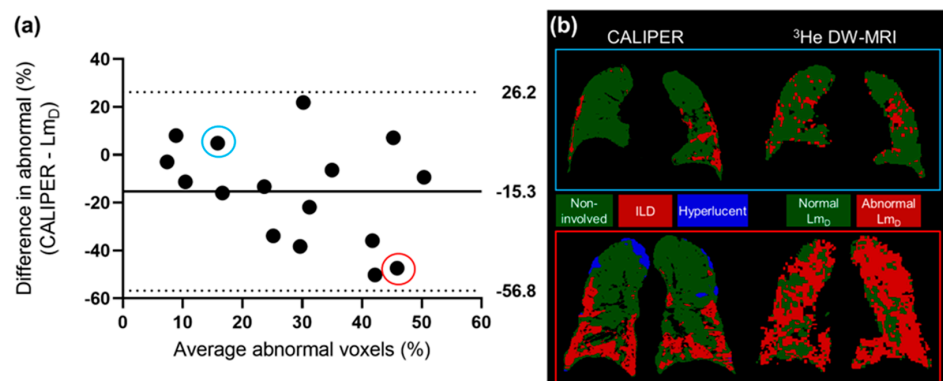 (a)
Difference in abnormal (%)
(CALIPER - LmD)
40
20
0
-20
-40
-60
26.2
-15.3
-56.8
0 10 20 30 40 50 60
Average abnormal voxels (%)
(b)
CALIPER ³He DW-MRI
Non-
involved
ILD
Hyperlucent
Normal
LmD
Abnormal
LmD